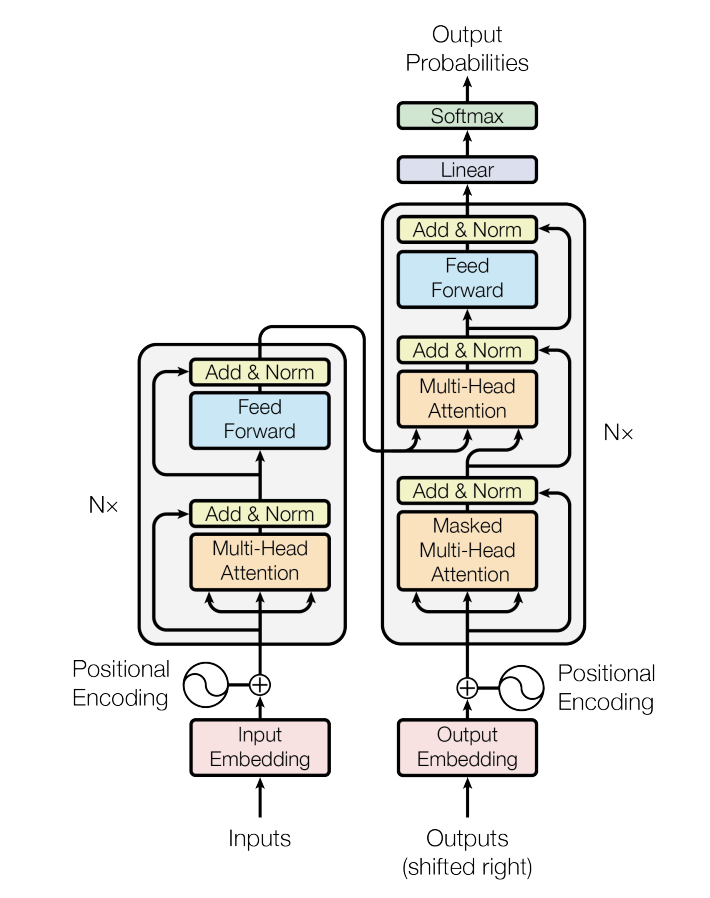 Output
Probabilities
Softmax
Linear
Add & Norm
Feed
Forward
Add & Norm
Multi-Head
Attention
Add & Norm
Masked
Multi-Head
Attention
N×
Add & Norm
Feed
Forward
Add & Norm
Multi-Head
Attention
N×
Positional
Encoding
Positional
Encoding
Input
Embedding
Output
Embedding
Inputs
Outputs
(shifted right)